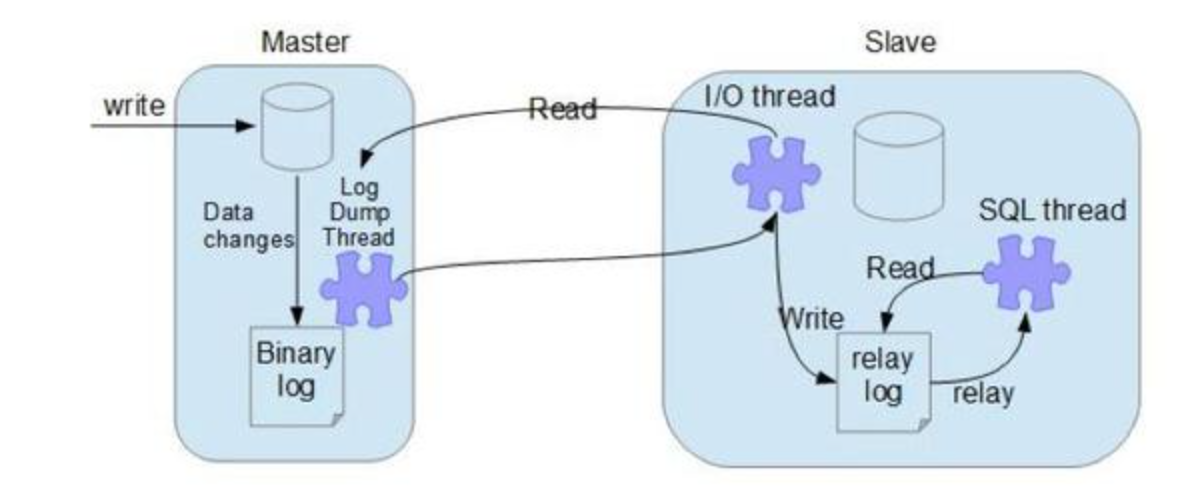 Master
write
Data
changes
Log
Dump
Thread
Binary
log
Read
Slave
I/O thread
SQL thread
Read
Write
relay
log
relay